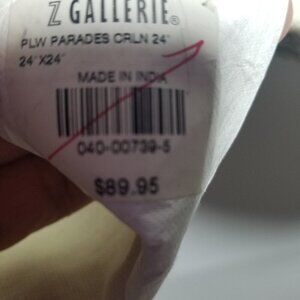 Z GALLERIE®
PLW PARADES CRLN 24"
24"X24"
MADE IN INDIA
040-00739-5
$89.95